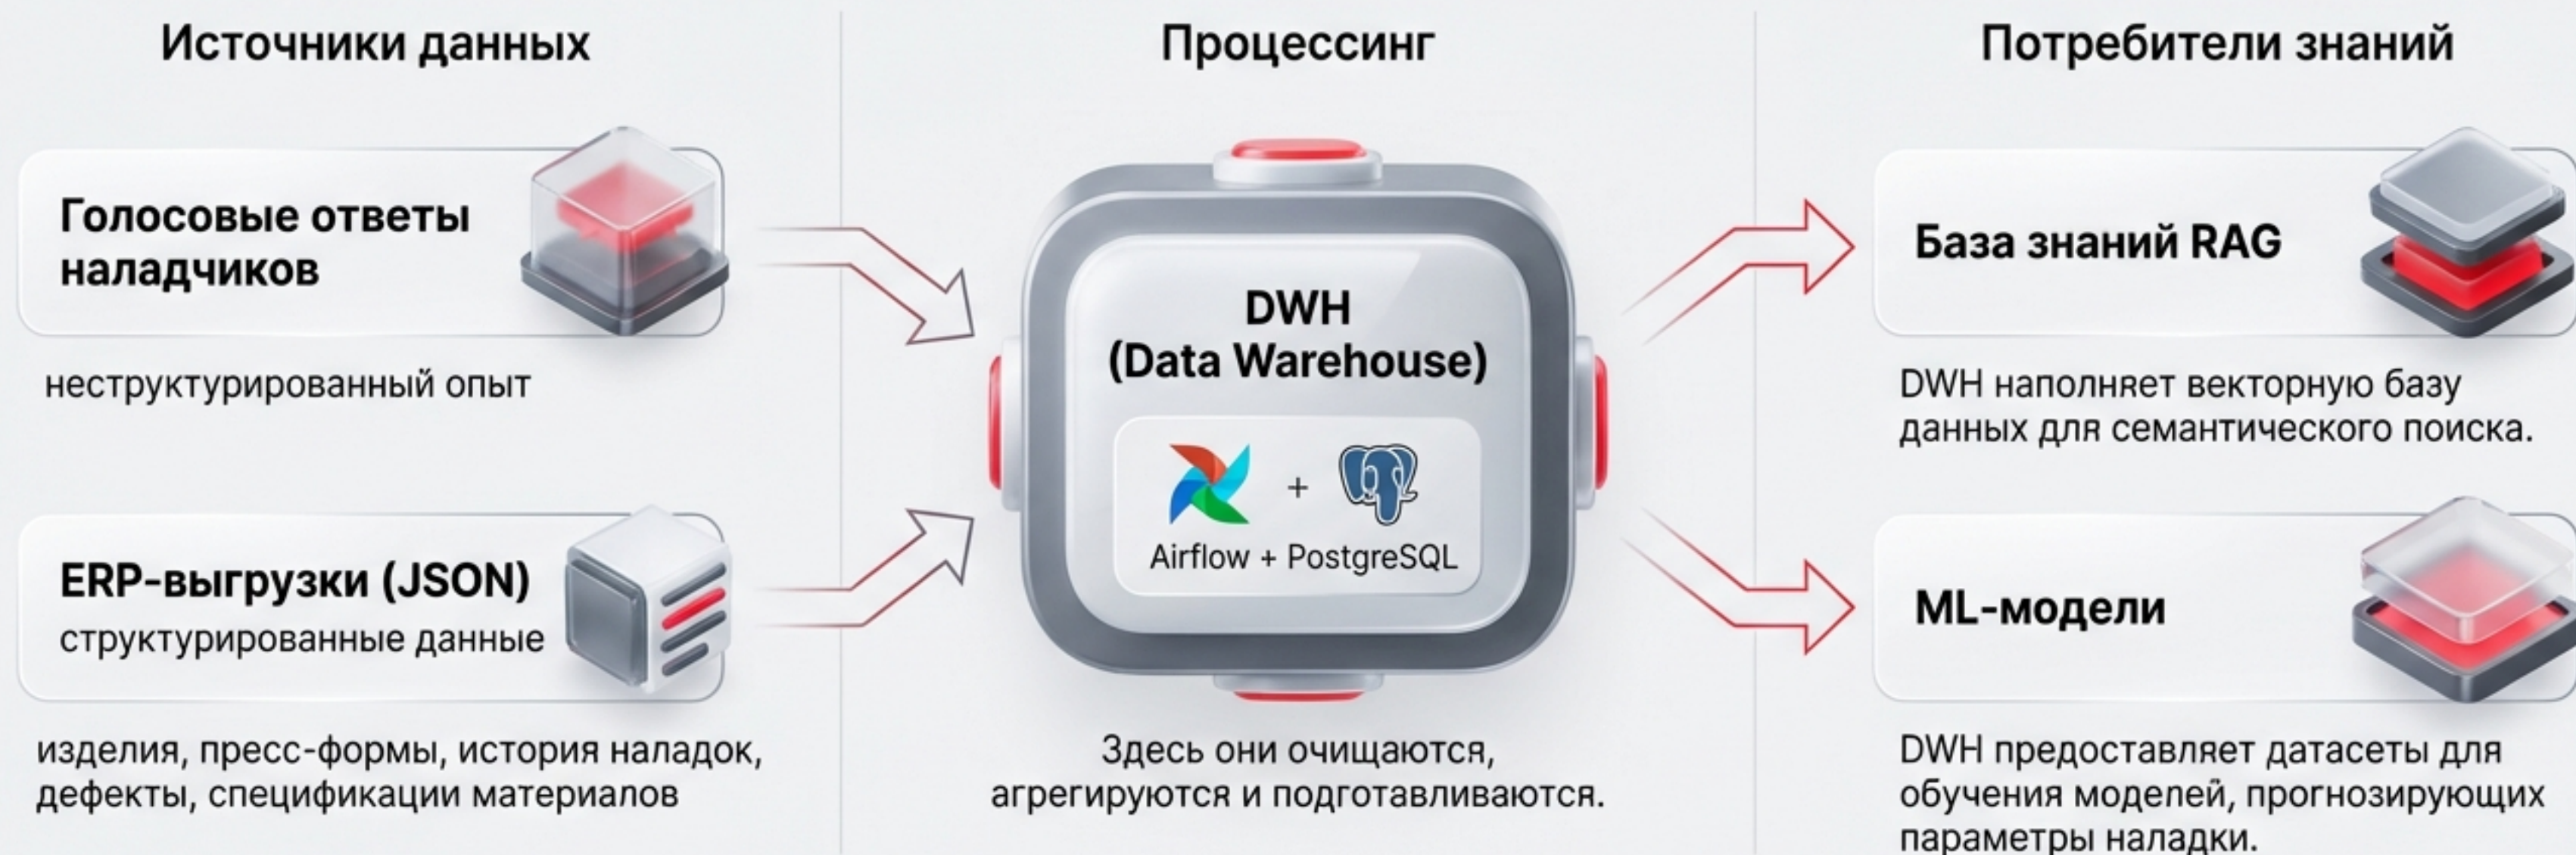 Источники данных
Голосовые ответы
наладчиков
неструктурированный опыт
ERP-выгрузки (JSON)
структурированные данные
изделия, пресс-формы, история наладок,
дефекты, спецификации материалов
Процессинг
DWH
(Data Warehouse)
+
Airflow + PostgreSQL
Здесь они очищаются,
агрегируются и подготавливаются.
Потребители знаний
База знаний RAG
DWH наполняет векторную базу
данных для семантического поиска.
ML-модели
DWH предоставляет датасеты для
обучения моделей, прогнозирующих
параметры наладки.